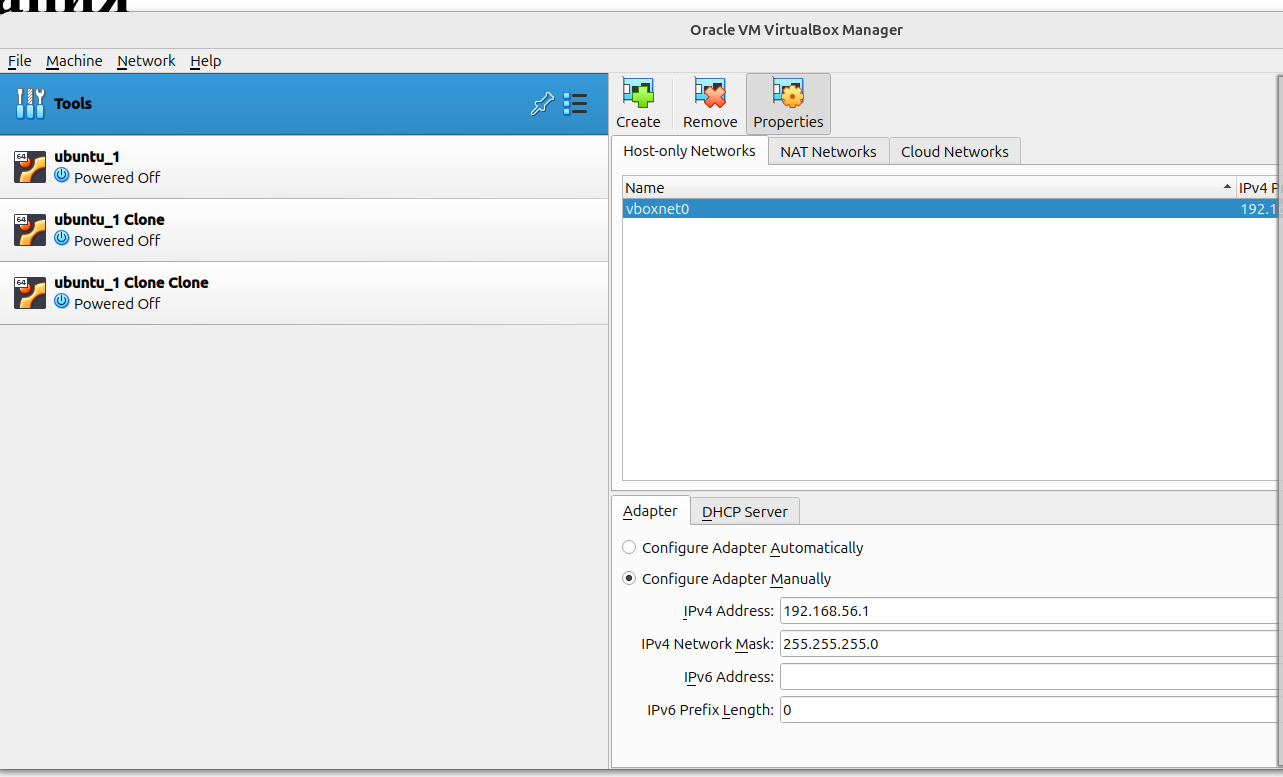 ания
Oracle VM VirtualBox Manager
File Machine Network Help
Tools
64
ubuntu_1
Powered Off
64
ubuntu_1 Clone
Powered Off
64
ubuntu_1 Clone Clone
Powered Off
Create Remove Properties
Host-only Networks NAT Networks Cloud Networks
Name IPv4 P
vboxnet0 192.1
Adapter DHCP Server
Configure Adapter Automatically
Configure Adapter Manually
IPv4 Address: 192.168.56.1
IPv4 Network Mask: 255.255.255.0
IPv6 Address:
IPv6 Prefix Length: 0